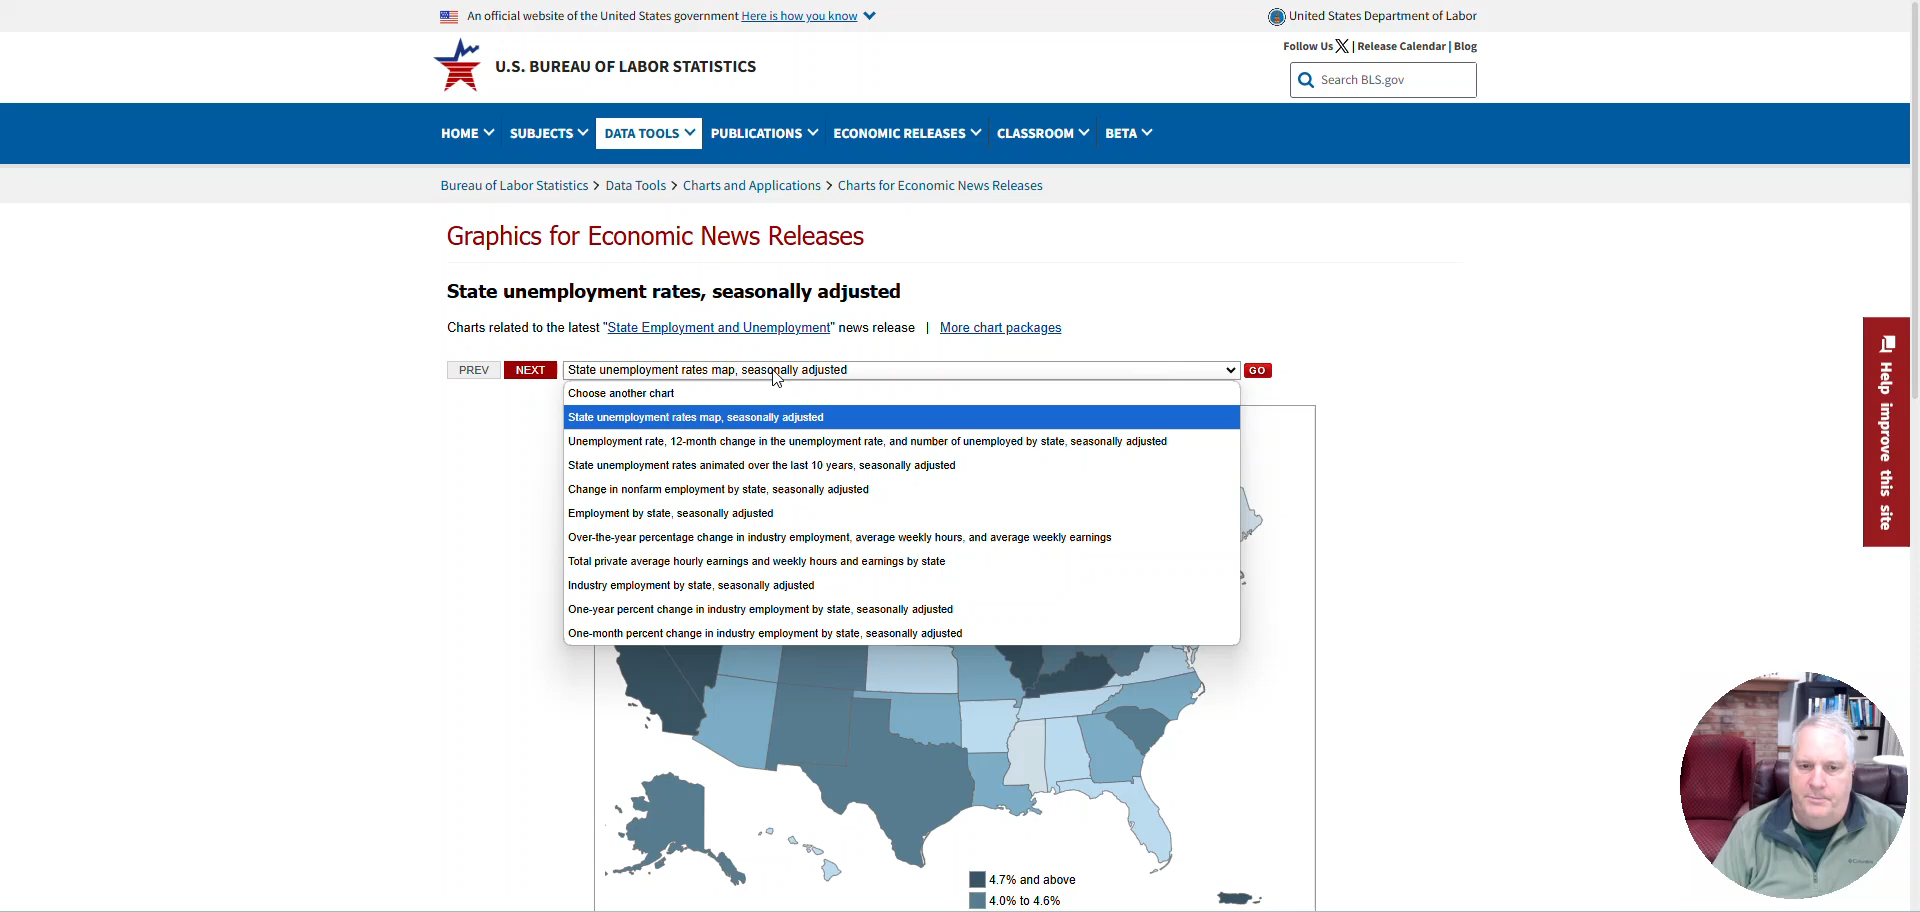 An official website of the United States government Here is how you know
United States Department of Labor
Follow Us X | Release Calendar | Blog
U.S. BUREAU OF LABOR STATISTICS
Search BLS.gov
HOME SUBJECTS DATA TOOLS PUBLICATIONS ECONOMIC RELEASES CLASSROOM BETA
Bureau of Labor Statistics > Data Tools > Charts and Applications > Charts for Economic News Releases
Graphics for Economic News Releases
State unemployment rates, seasonally adjusted
Charts related to the latest "State Employment and Unemployment" news release | More chart packages
PREV NEXT State unemployment rates map, seasonally adjusted GO
Choose another chart
State unemployment rates map, seasonally adjusted
Unemployment rate, 12-month change in the unemployment rate, and number of unemployed by state, seasonally adjusted
State unemployment rates animated over the last 10 years, seasonally adjusted
Change in nonfarm employment by state, seasonally adjusted
Employment by state, seasonally adjusted
Over-the-year percentage change in industry employment, average weekly hours, and average weekly earnings
Total private average hourly earnings and weekly hours and earnings by state
Industry employment by state, seasonally adjusted
One-year percent change in industry employment by state, seasonally adjusted
One-month percent change in industry employment by state, seasonally adjusted
4.7% and above
4.0% to 4.6%
Help improve this site